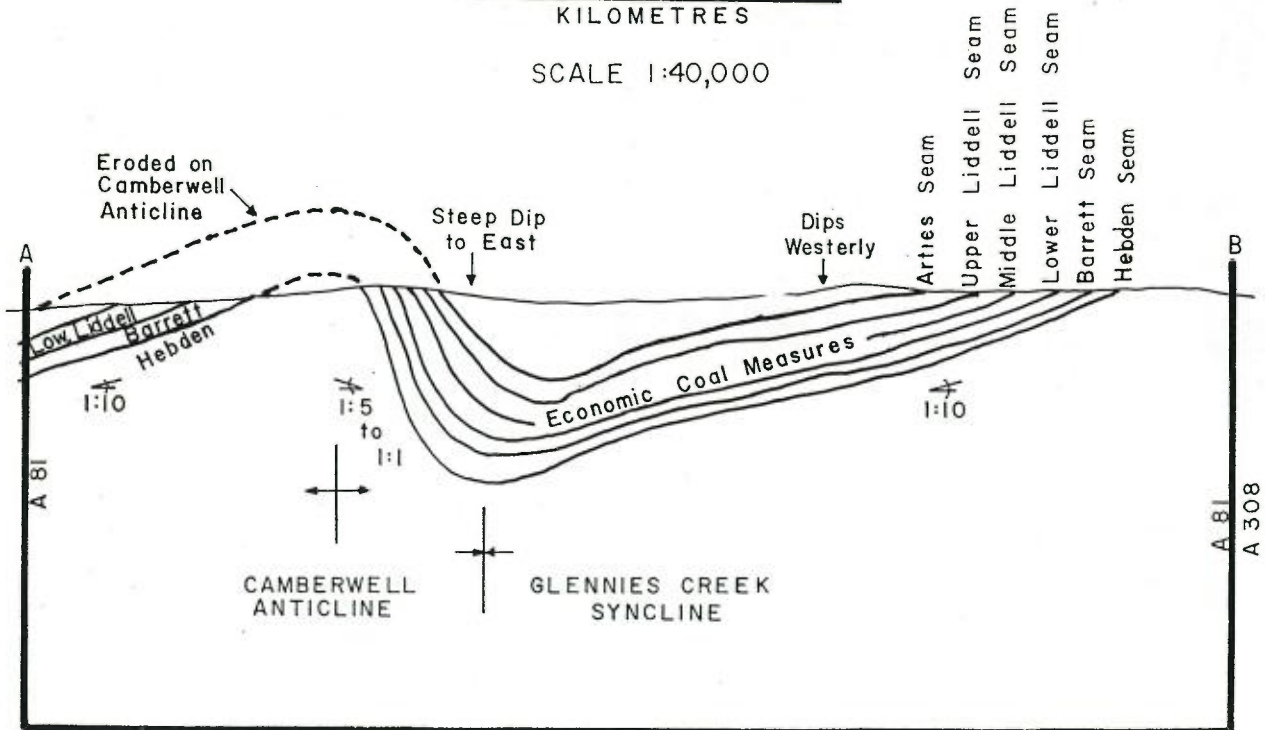 KILOMETRES
SCALE 1:40,000
Eroded on
Camberwell
Anticline
Steep Dip
to East
Dips
Westerly
Arties Seam
Upper Liddell Seam
Middle Liddell Seam
Lower Liddell Seam
Barrett Seam
Hebden Seam
A
B
Low. Liddell
Barrett
Hebden
Economic Coal Measures
1:10
1:5
to
1:1
1:10
A 81
A 81
A 308
CAMBERWELL
ANTICLINE
GLENNIES CREEK
SYNCLINE